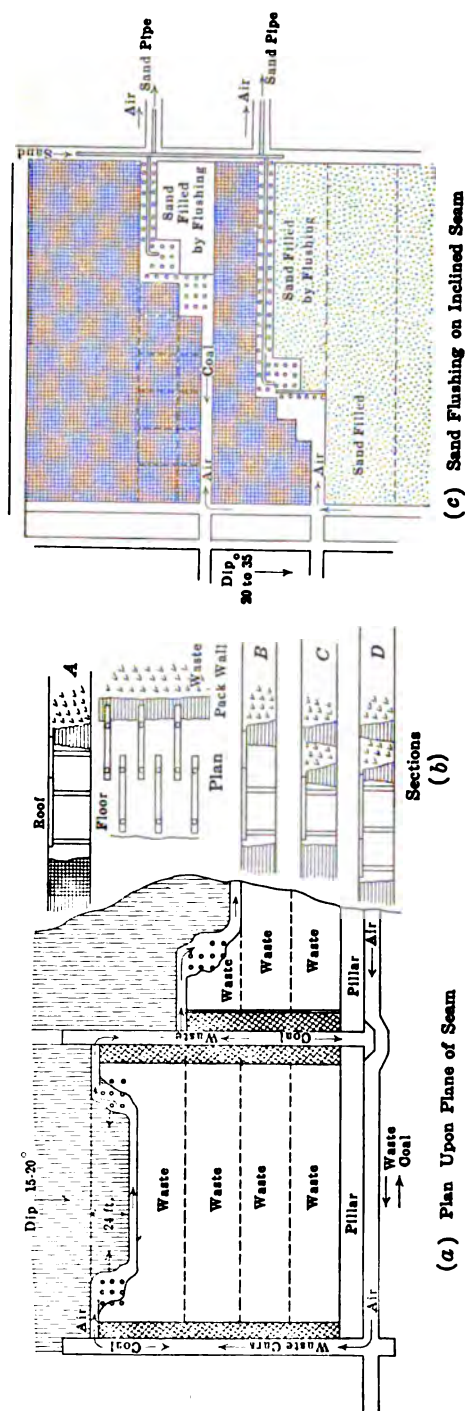 Dip 15-20°
Air
24 ft.
Waste
Waste
Waste
Waste
Coal
Waste Cars
Air
Pillar
Waste
Coal
Waste
Coal
Waste
Waste
Waste
Pillar
Air
(a) Plan Upon Plane of Seam
Roof
A
Floor
Plan
Pack Wall
Waste
B
C
D
Sections
(b)
Sand
Air
Sand Pipe
Air
Sand Pipe
Sand
Filled
by Flushing
Coal
Air
Sand Filled
by Flushing
Air
Sand Filled
Dip
20 to 35°
(c) Sand Flushing on Inclined Seam